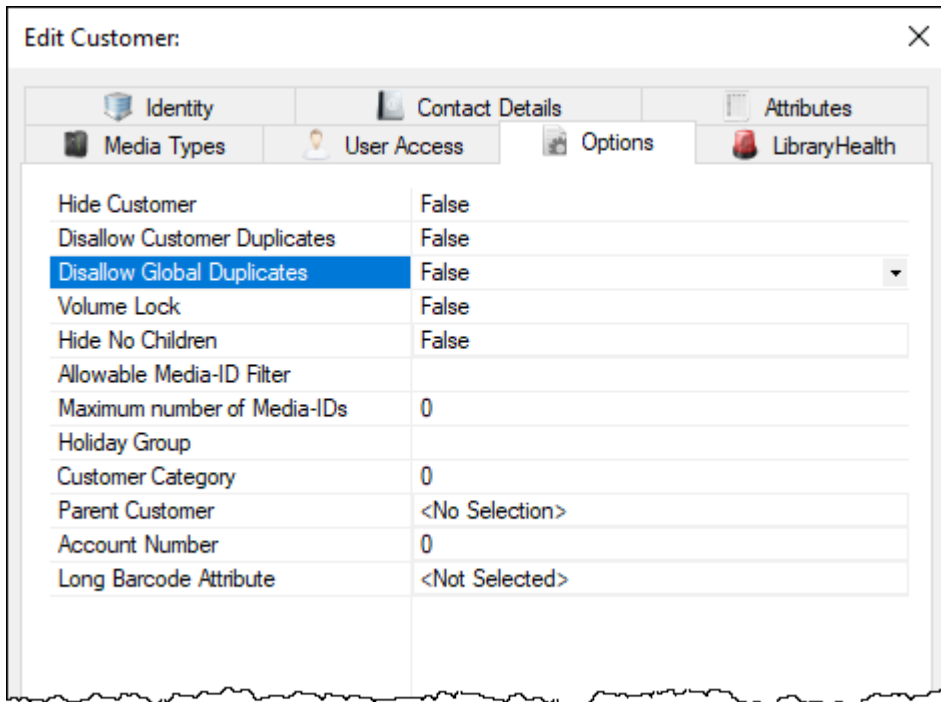 Edit Customer:
Identity Contact Details Attributes
Media Types User Access Options LibraryHealth
Hide Customer False
Disallow Customer Duplicates False
Disallow Global Duplicates False
Volume Lock False
Hide No Children False
Allowable Media-ID Filter
Maximum number of Media-IDs 0
Holiday Group
Customer Category 0
Parent Customer <No Selection>
Account Number 0
Long Barcode Attribute <Not Selected>